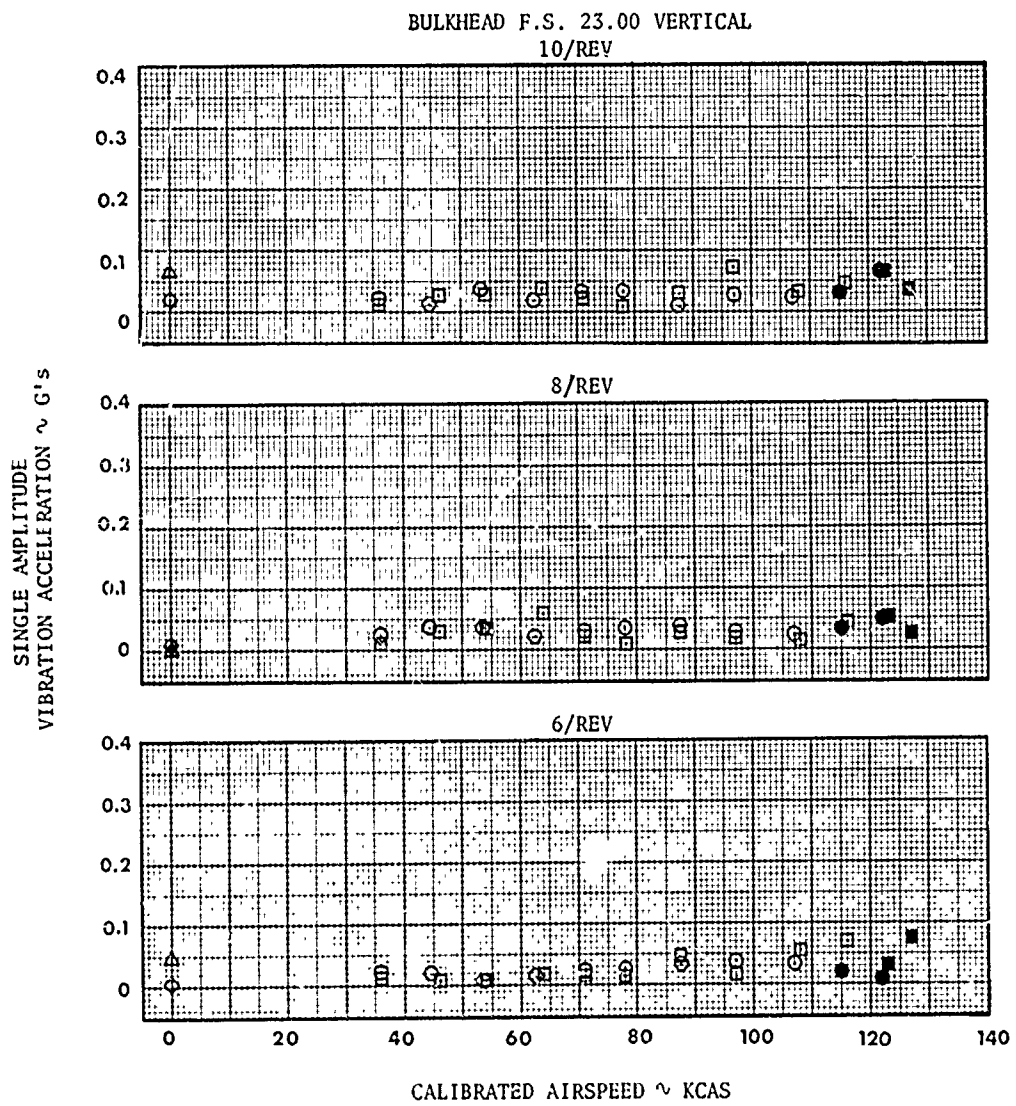 BULKHEAD F.S. 23.00 VERTICAL
10/REV
0.4
0.3
0.2
0.1
0
8/REV
0.4
0.3
0.2
0.1
0
6/REV
0.4
0.3
0.2
0.1
0
0 20 40 60 80 100 120 140
SINGLE AMPLITUDE
VIBRATION ACCELERATION ~ G's
CALIBRATED AIRSPEED ~ KCAS